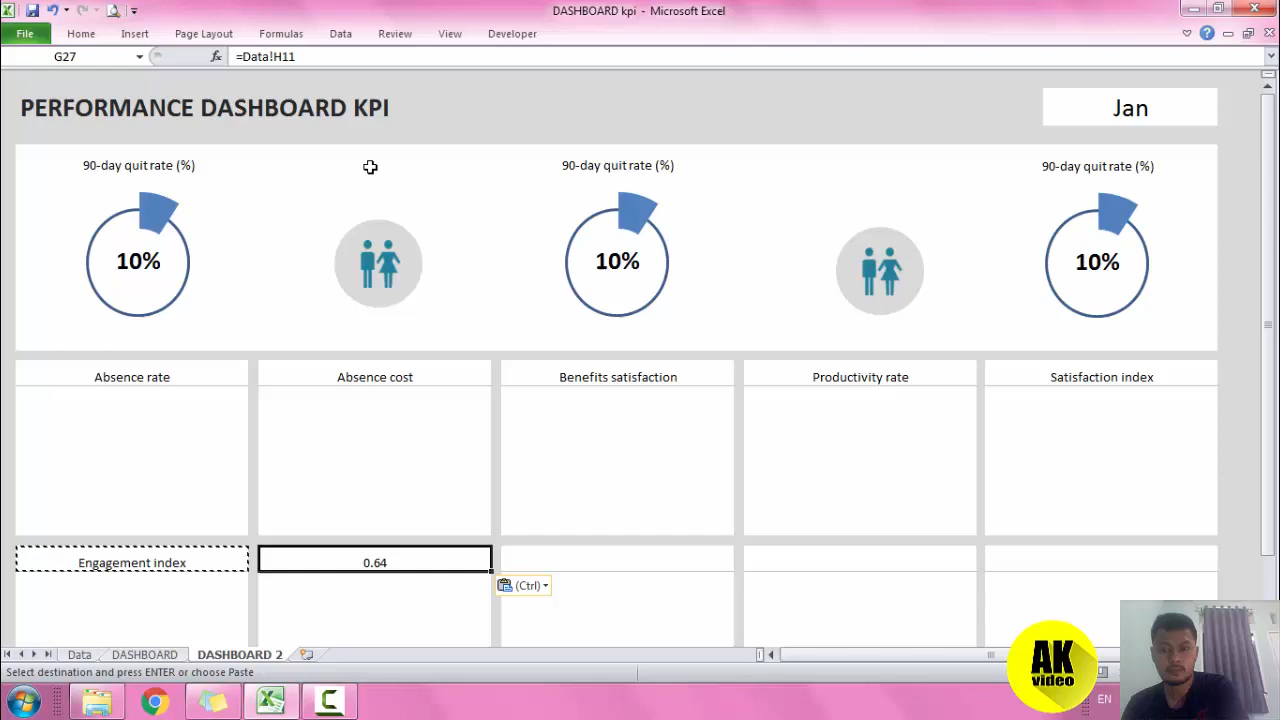 DASHBOARD kpi - Microsoft Excel
File Home Insert Page Layout Formulas Data Review View Developer
G27 fx =Data!H11
PERFORMANCE DASHBOARD KPI
Jan
90-day quit rate (%) 90-day quit rate (%) 90-day quit rate (%)
10% 10% 10%
Absence rate Absence cost Benefits satisfaction Productivity rate Satisfaction index
Engagement index 0.64
(Ctrl)
Data DASHBOARD DASHBOARD 2
Select destination and press ENTER or choose Paste
AK
video
EN